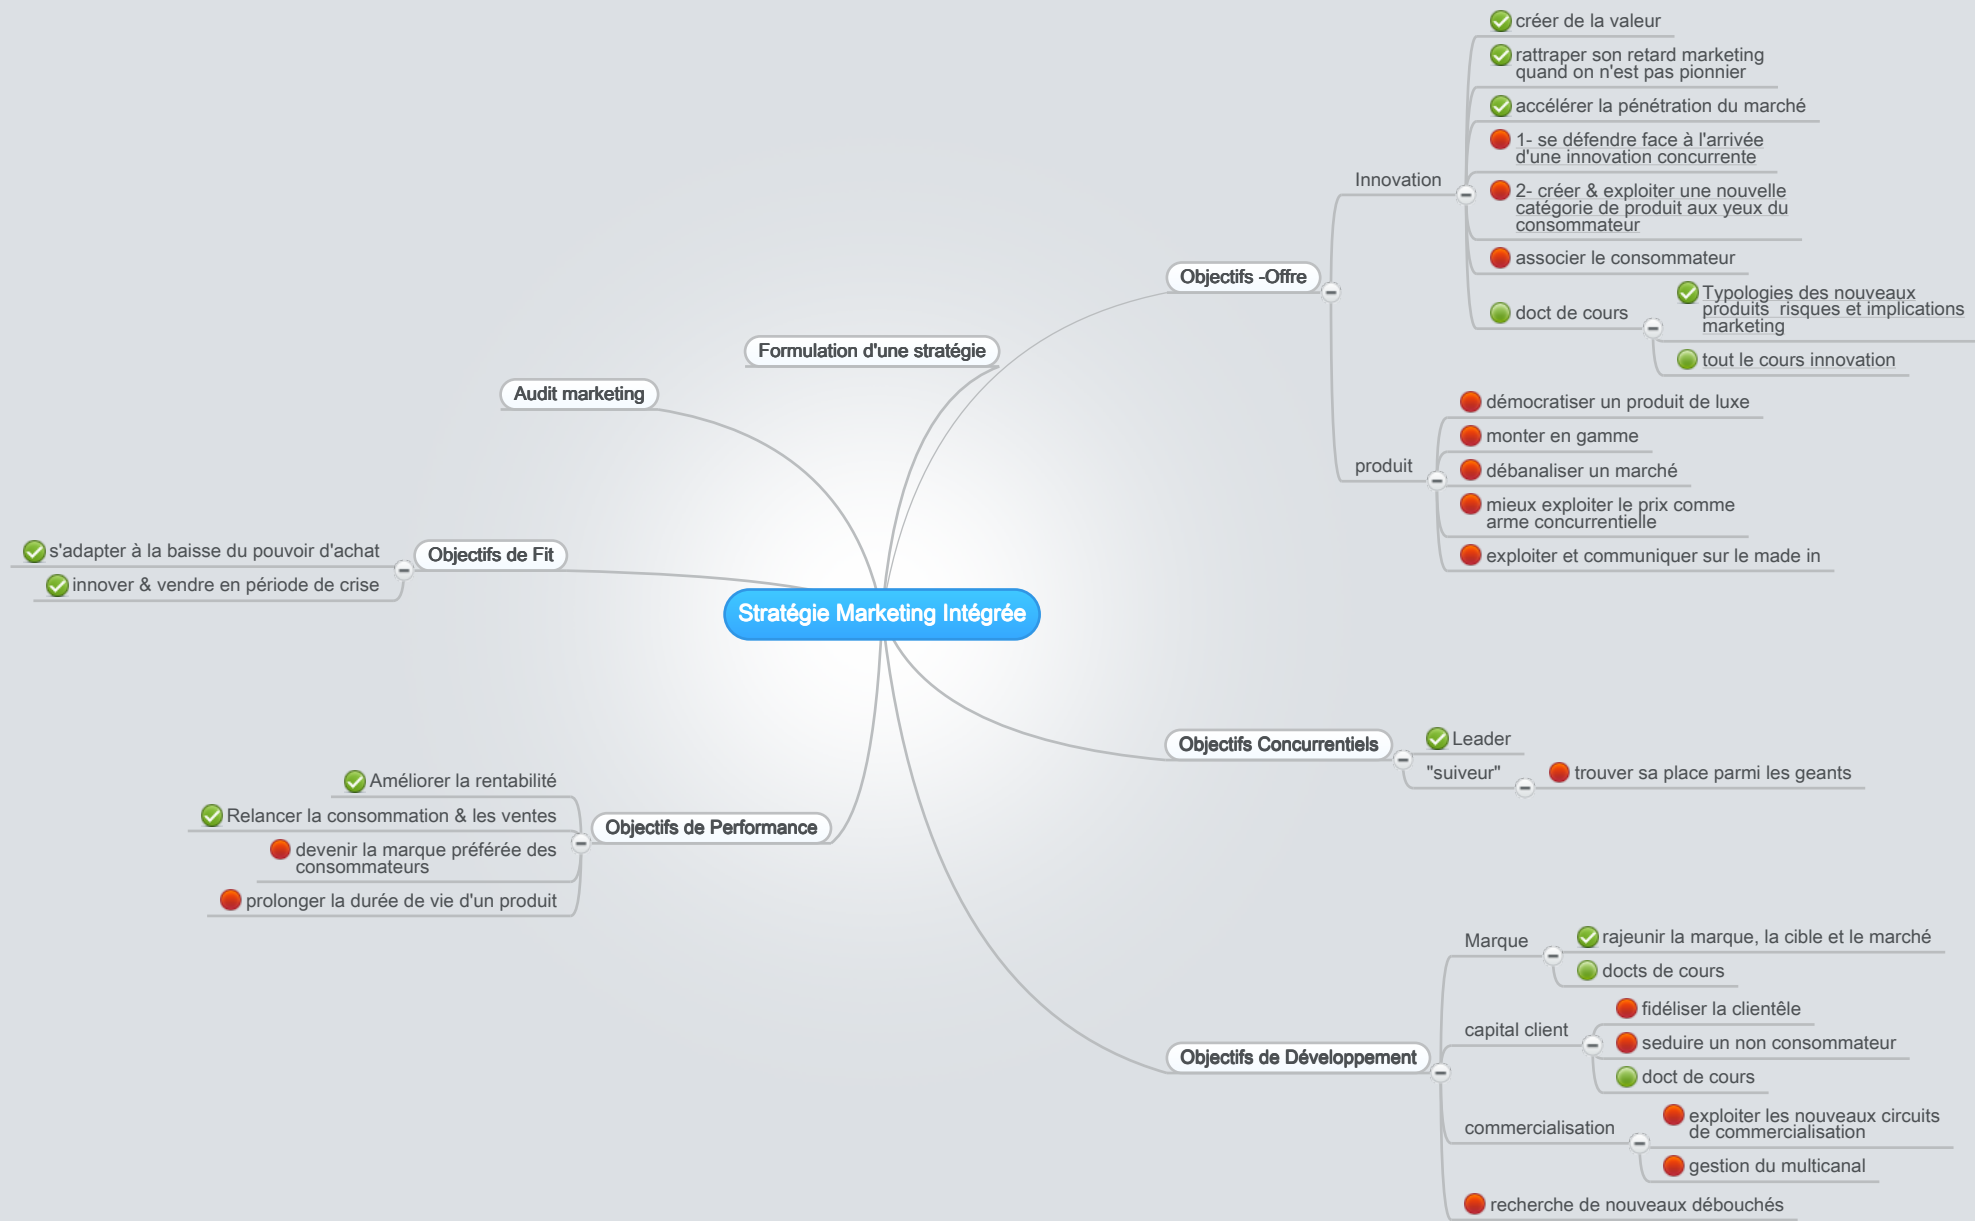 Stratégie Marketing Intégrée
Formulation d'une stratégie
Audit marketing
Objectifs de Fit
s'adapter à la baisse du pouvoir d'achat
innover & vendre en période de crise
Objectifs de Performance
Améliorer la rentabilité
Relancer la consommation & les ventes
devenir la marque préférée des
consommateurs
prolonger la durée de vie d'un produit
Objectifs -Offre
Innovation
créer de la valeur
rattraper son retard marketing
quand on n'est pas pionnier
accélérer la pénétration du marché
1- se défendre face à l'arrivée
d'une innovation concurrente
2- créer & exploiter une nouvelle
catégorie de produit aux yeux du
consommateur
associer le consommateur
doct de cours
Typologies des nouveaux
produits  risques et implications
marketing
tout le cours innovation
produit
démocratiser un produit de luxe
monter en gamme
débanaliser un marché
mieux exploiter le prix comme
arme concurrentielle
exploiter et communiquer sur le made in
Objectifs Concurrentiels
Leader
"suiveur"
trouver sa place parmi les geants
Objectifs de Développement
Marque
rajeunir la marque, la cible et le marché
docts de cours
capital client
fidéliser la clientêle
seduire un non consommateur
doct de cours
commercialisation
exploiter les nouveaux circuits
de commercialisation
gestion du multicanal
recherche de nouveaux débouchés